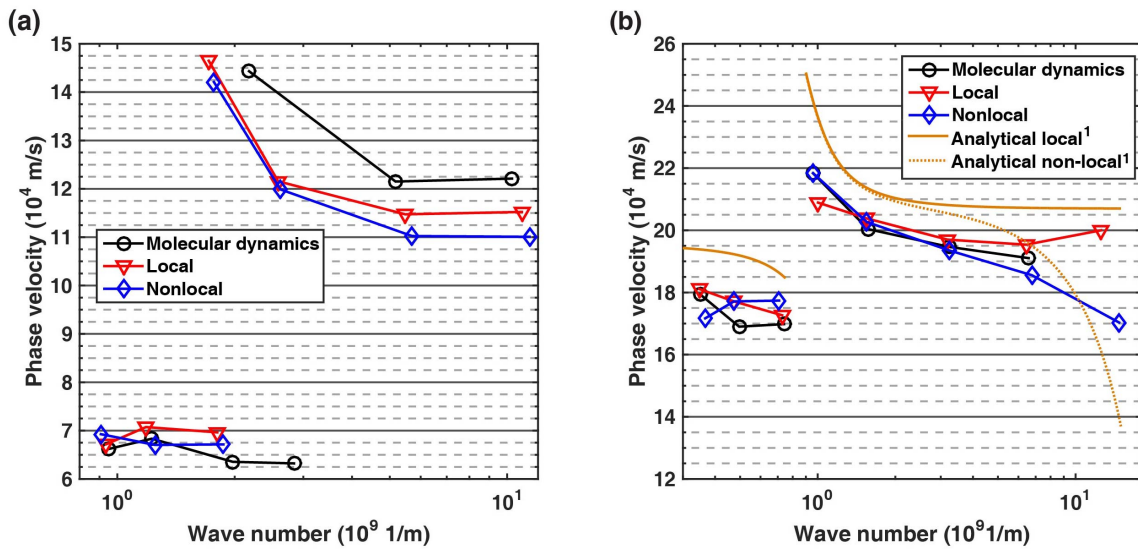 (a)
15
14
13
12
11
10
9
8
7
6
Phase velocity (10⁴ m/s)
Molecular dynamics
Local
Nonlocal
10⁰
10¹
Wave number (10⁹ 1/m)
(b)
26
24
22
20
18
16
14
12
Phase velocity (10⁴ m/s)
Molecular dynamics
Local
Nonlocal
Analytical local¹
Analytical non-local¹
10⁰
10¹
Wave number (10⁹1/m)